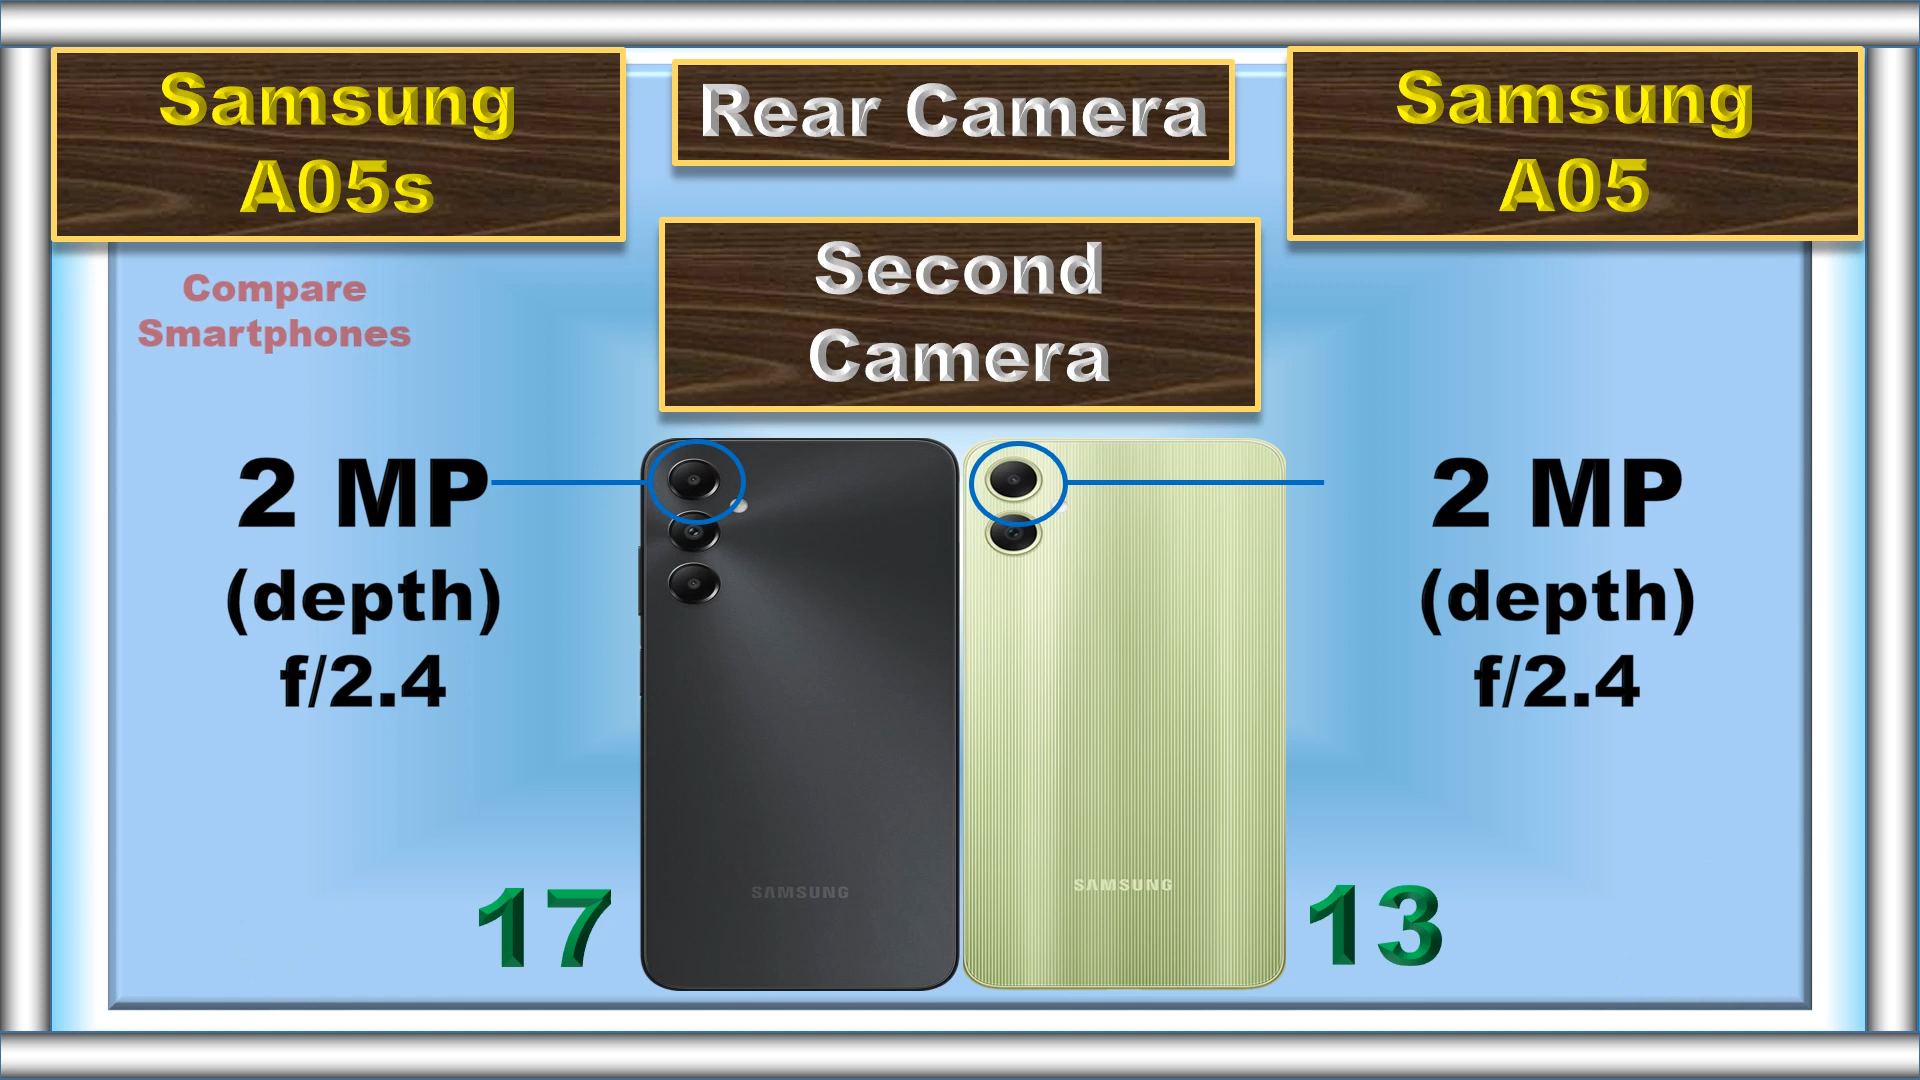 Samsung
A05s
Rear Camera
Samsung
A05
Second
Camera
Compare
Smartphones
2 MP
(depth)
f/2.4
2 MP
(depth)
f/2.4
SAMSUNG
SAMSUNG
17
13